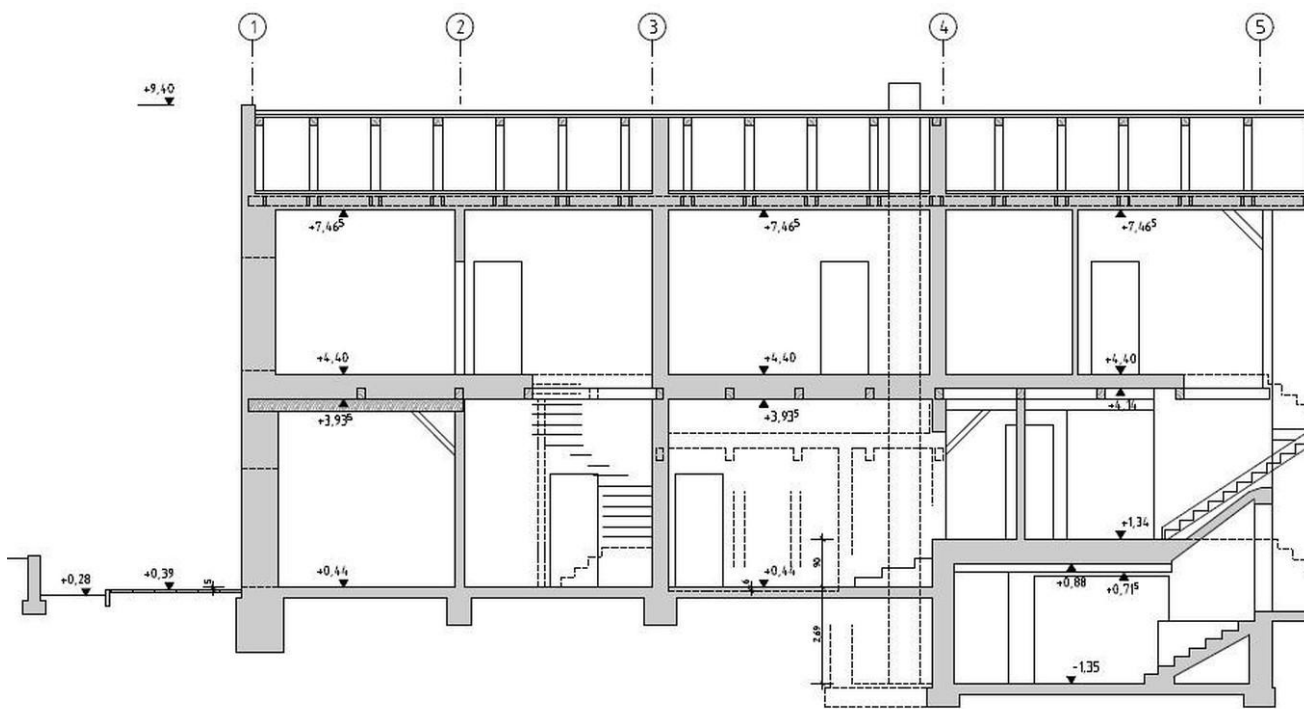 1 2 3 4 5
+9,40
+7,46⁵ +7,46⁵ +7,46⁵
+4,40 +4,40 +4,40
+3,93⁵ +3,93⁵ +4,14
+1,34
90
+0,28 +0,39 15 +0,44 6 +0,44 +0,88 +0,71⁵
2,69
-1,35